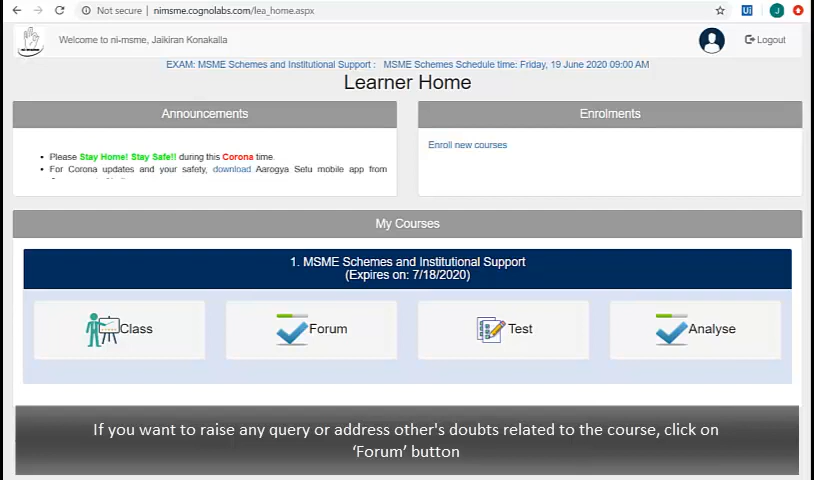 Not secure | nimsme.cognolabs.com/lea_home.aspx
Ui
J
Welcome to ni-msme, Jaikiran Konakalla
Logout
EXAM: MSME Schemes and Institutional Support : MSME Schemes Schedule time: Friday, 19 June 2020 09:00 AM
Learner Home
Announcements
Enrolments
• Please Stay Home! Stay Safe!! during this Corona time.
• For Corona updates and your safety, download Aarogya Setu mobile app from
Enroll new courses
My Courses
1. MSME Schemes and Institutional Support
(Expires on: 7/18/2020)
Class
Forum
Test
Analyse
If you want to raise any query or address other's doubts related to the course, click on
‘Forum’ button